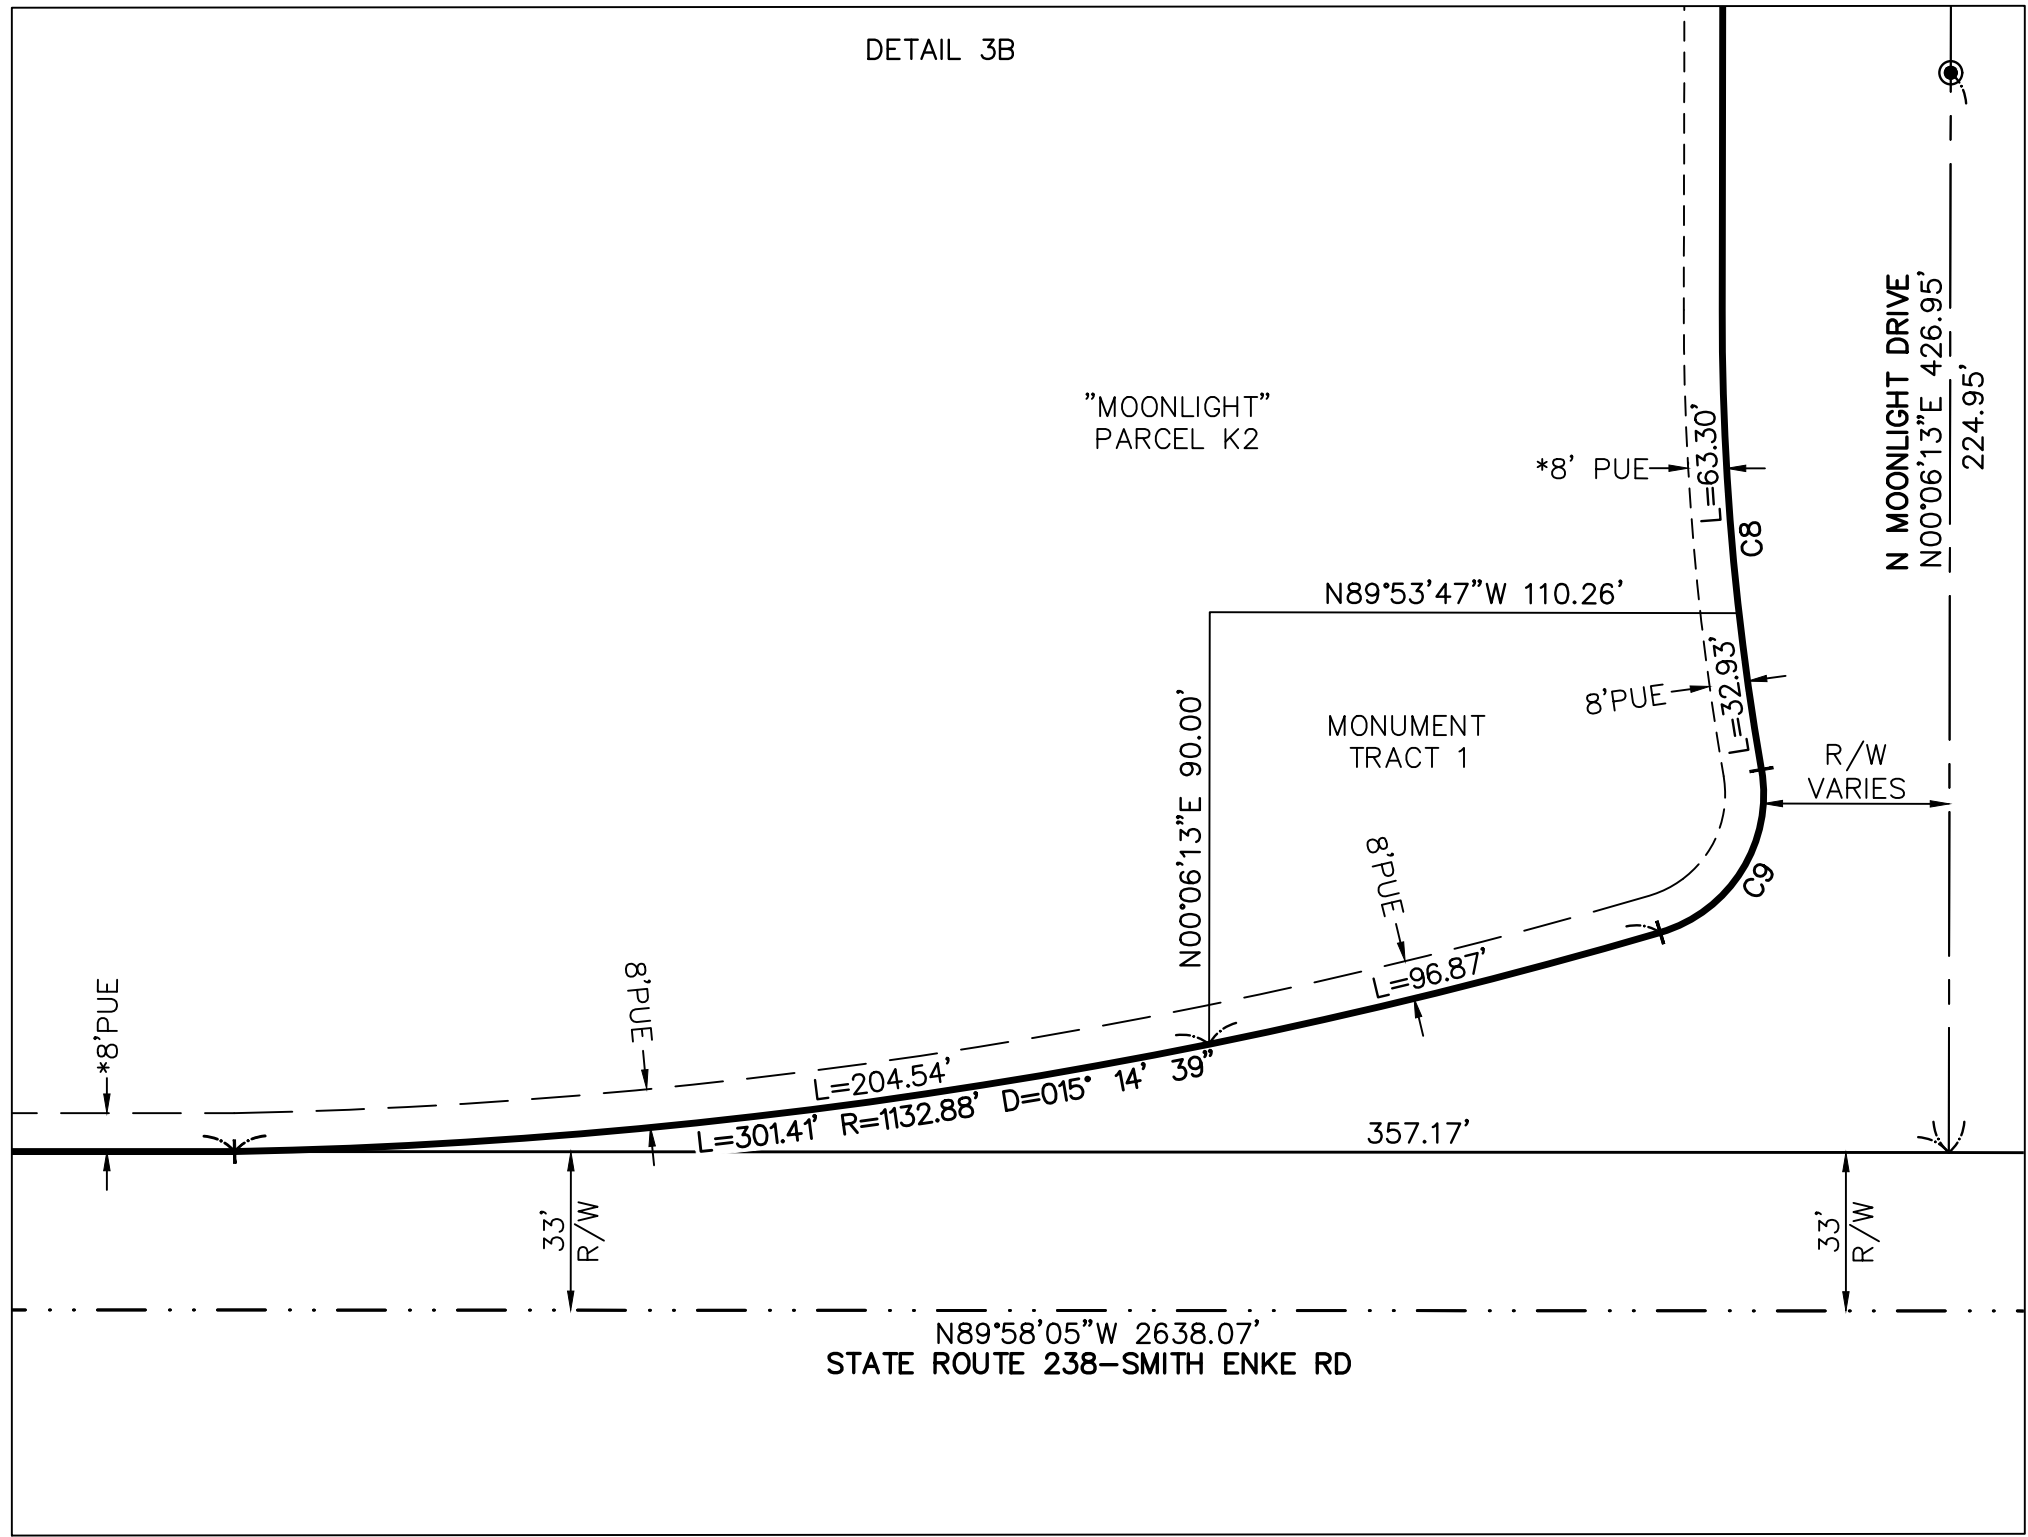 DETAIL 3B
N MOONLIGHT DRIVE
N00°06'13"E 426.95'
224.95'
"MOONLIGHT"
PARCEL K2
*8' PUE
L=63.30'
C8
N89°53'47"W 110.26'
8'PUE
L=32.93'
MONUMENT
TRACT 1
N00°06'13"E 90.00'
R/W
VARIES
8'PUE
C9
L=96.87'
*8'PUE
8'PUE
L=204.54'
L=301.41' R=1132.88' D=015° 14' 39"
357.17'
33'
R/W
33'
R/W
N89°58'05"W 2638.07'
STATE ROUTE 238-SMITH ENKE RD